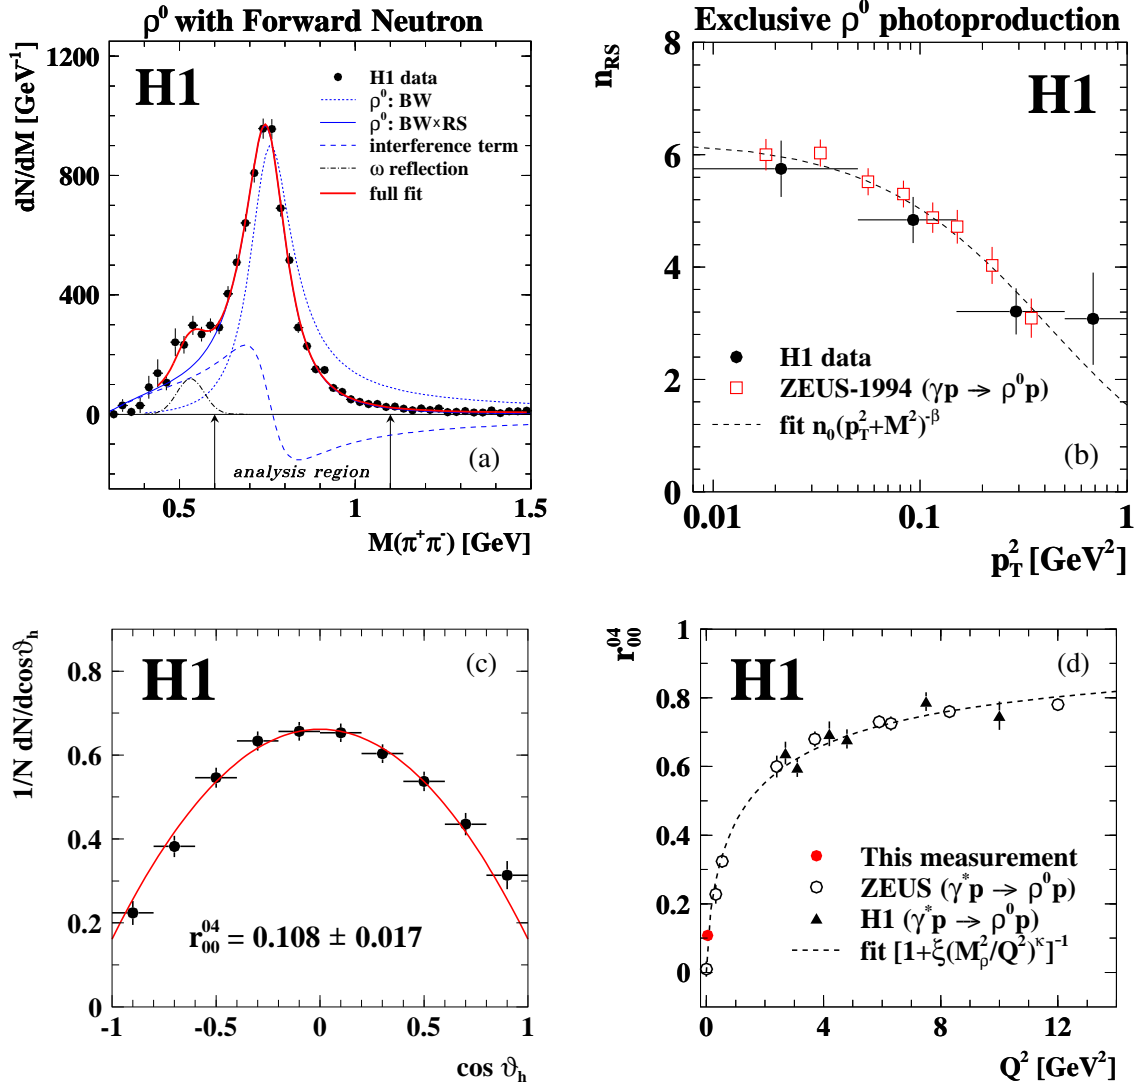 ρ⁰ with Forward Neutron
dN/dM [GeV⁻¹]
1200
800
400
0
H1
H1 data
ρ⁰: BW
ρ⁰: BW×RS
interference term
ω reflection
full fit
analysis region
(a)
0.5
1
1.5
M(π⁺π⁻) [GeV]
Exclusive ρ⁰ photoproduction
n_RS
8
6
4
2
0
H1
H1 data
ZEUS-1994 (γp → ρ⁰p)
fit n₀(p_T²+M²)^-β
(b)
0.01
0.1
1
p_T² [GeV²]
1/N dN/dcosϑ_h
0.8
0.6
0.4
0.2
0
H1
(c)
r₀₀⁰⁴ = 0.108 ± 0.017
-1
-0.5
0
0.5
1
cos ϑ_h
r₀₀⁰⁴
1
0.8
0.6
0.4
0.2
0
H1
(d)
This measurement
ZEUS (γ*p → ρ⁰p)
H1 (γ*p → ρ⁰p)
fit [1+ξ(M_ρ²/Q²)^κ]⁻¹
0
4
8
12
Q² [GeV²]